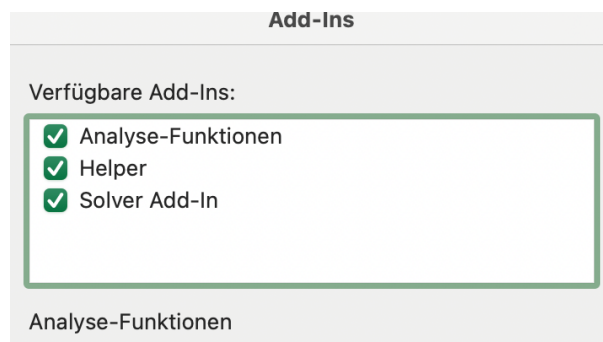 Add-Ins
Verfügbare Add-Ins:
Analyse-Funktionen
Helper
Solver Add-In
Analyse-Funktionen